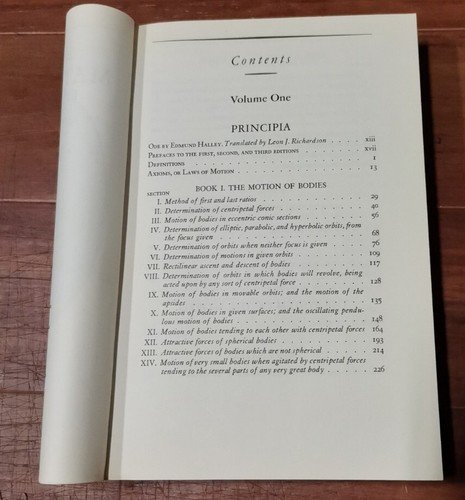 Contents
Volume One
PRINCIPIA
ODE BY EDMUND HALLEY. Translated by Leon J. Richardson . . . . xiii
PREFACES TO THE FIRST, SECOND, AND THIRD EDITIONS . . . . . . xvii
DEFINITIONS . . . . . . . . . . . . . . . . 1
AXIOMS, OR LAWS OF MOTION . . . . . . . . . . . . 13
SECTION
BOOK I. THE MOTION OF BODIES
I. Method of first and last ratios . . . . . . . . . . 29
II. Determination of centripetal forces . . . . . . . . . 40
III. Motion of bodies in eccentric conic sections . . . . . . . 56
IV. Determination of elliptic, parabolic, and hyperbolic orbits, from
the focus given . . . . . . . . . . . . . . 68
V. Determination of orbits when neither focus is given . . . . . 76
VI. Determination of motions in given orbits . . . . . . . 109
VII. Rectilinear ascent and descent of bodies . . . . . . . 117
VIII. Determination of orbits in which bodies will revolve, being
acted upon by any sort of centripetal force . . . . . . 128
IX. Motion of bodies in movable orbits; and the motion of the
apsides . . . . . . . . . . . . . . . . 135
X. Motion of bodies in given surfaces; and the oscillating pendu-
lous motion of bodies . . . . . . . . . . . . 148
XI. Motion of bodies tending to each other with centripetal forces 164
XII. Attractive forces of spherical bodies . . . . . . . . 193
XIII. Attractive forces of bodies which are not spherical . . . . . 214
XIV. Motion of very small bodies when agitated by centripetal forces
tending to the several parts of any very great body . . . . . 226